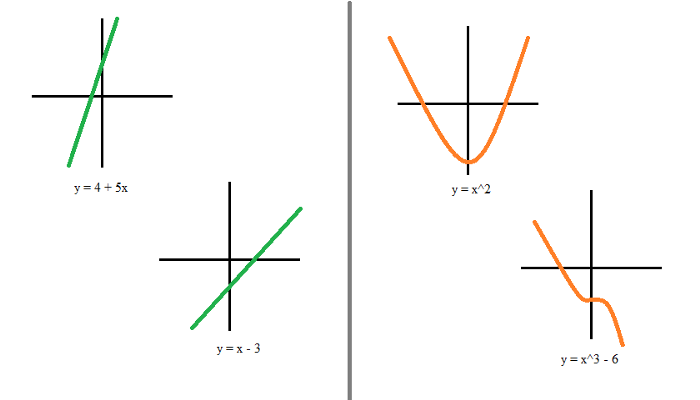 y = 4 + 5x
y = x^2
y = x - 3
y = x^3 - 6